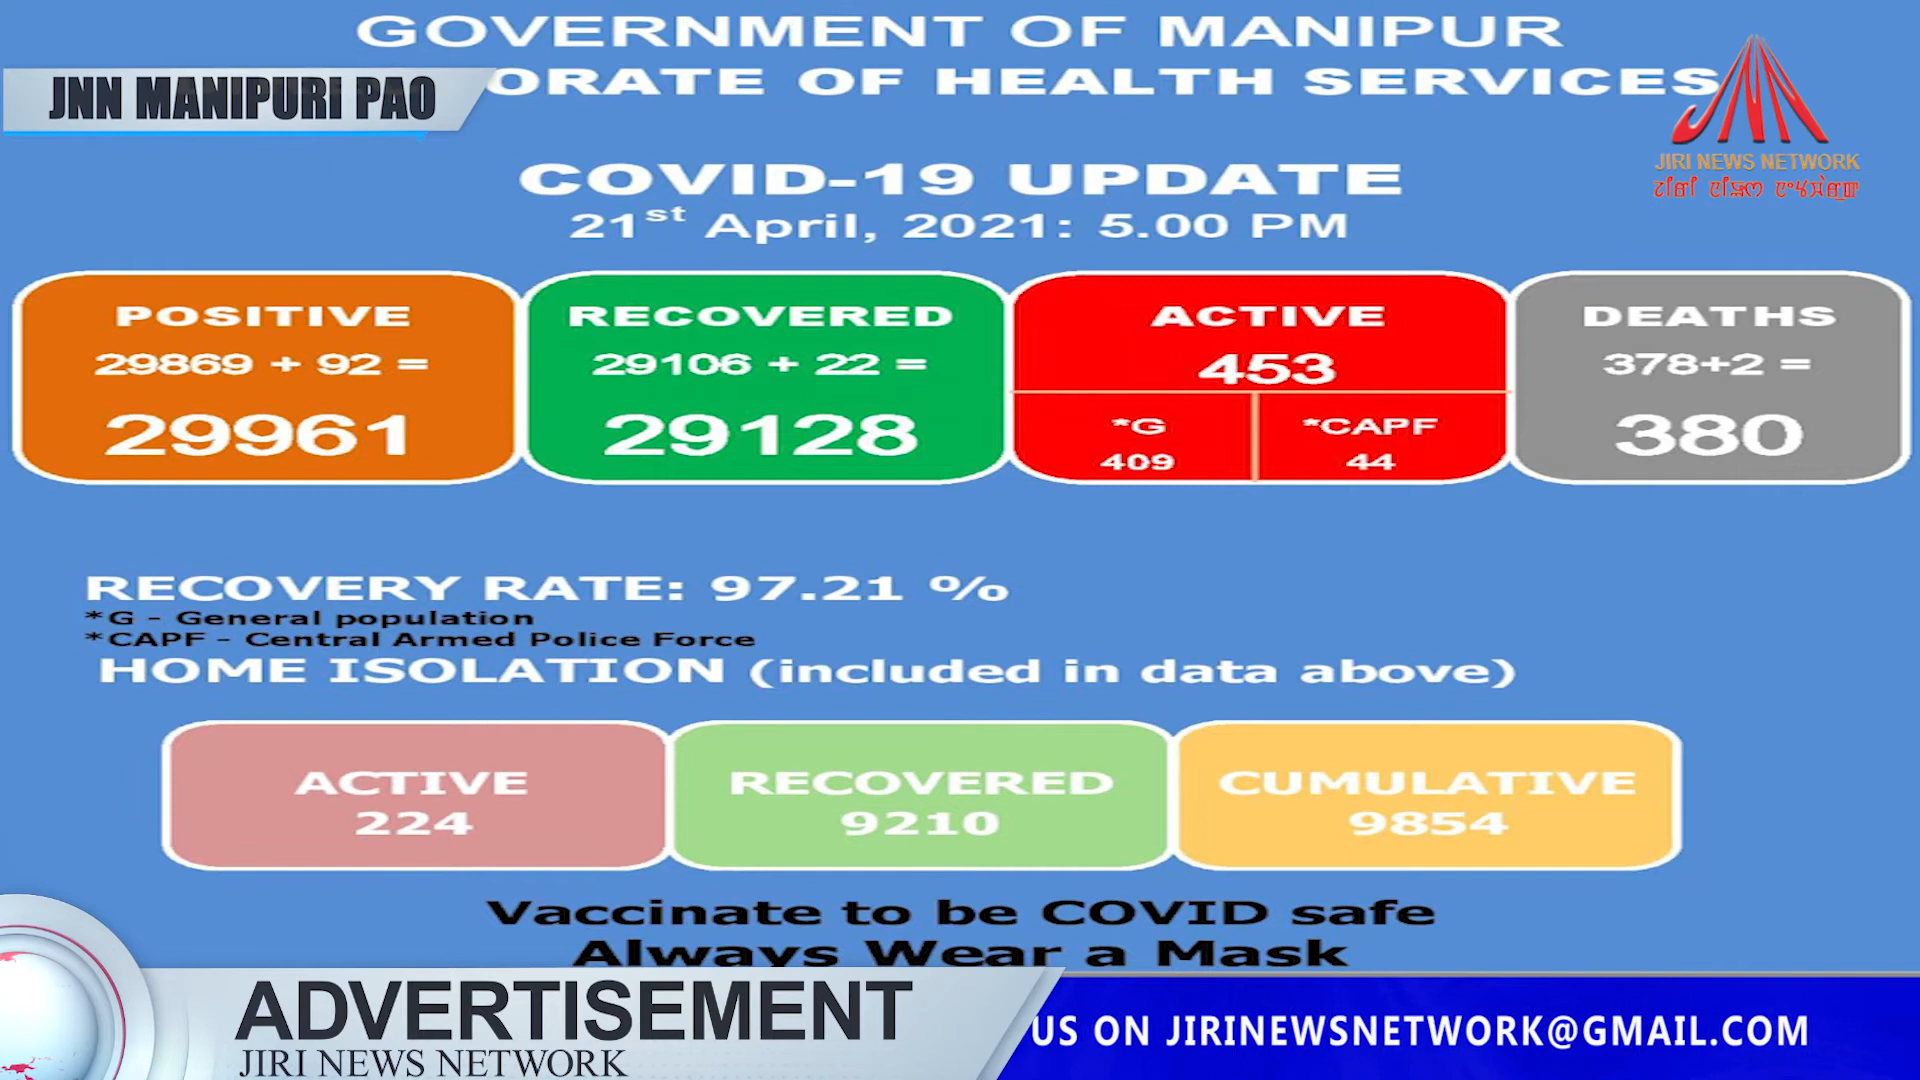 GOVERNMENT OF MANIPUR
JNN MANIPURI PAO
ORATE OF HEALTH SERVICES
JIRI NEWS NETWORK
COVID-19 UPDATE
21st April, 2021: 5.00 PM
POSITIVE
29869 + 92 =
29961
RECOVERED
29106 + 22 =
29128
ACTIVE
453
*G
409
*CAPF
44
DEATHS
378+2 =
380
RECOVERY RATE: 97.21 %
*G - General population
*CAPF - Central Armed Police Force
HOME ISOLATION (included in data above)
ACTIVE
224
RECOVERED
9210
CUMULATIVE
9854
Vaccinate to be COVID safe
Always Wear a Mask
ADVERTISEMENT
JIRI NEWS NETWORK
US ON JIRINEWSNETWORK@GMAIL.COM